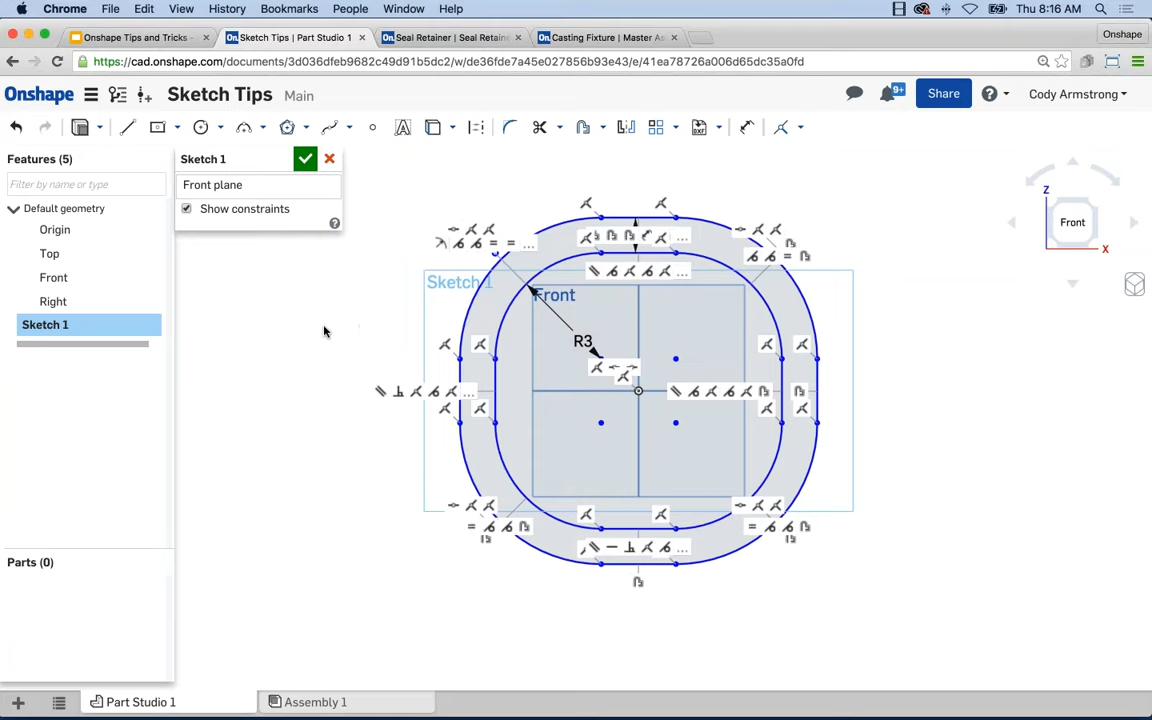 Chrome File Edit View History Bookmarks People Window Help Thu 8:16 AM
Onshape Tips and Tricks - Sketch Tips | Part Studio 1 Seal Retainer | Seal Retaine Casting Fixture | Master As Onshape
https://cad.onshape.com/documents/3d036dfeb9682c49d91b5dc2/w/de36fde7a45e027856b93e43/e/41ea78726a006d65dc35a0fd
Onshape Sketch Tips Main 9+ Share Cody Armstrong
DXF
Features (5)
Filter by name or type
Default geometry
Origin
Top
Front
Right
Sketch 1
Parts (0)
Sketch 1
Front plane
Show constraints
Sketch 1
Front
R3
Z
Front
X
Part Studio 1 Assembly 1